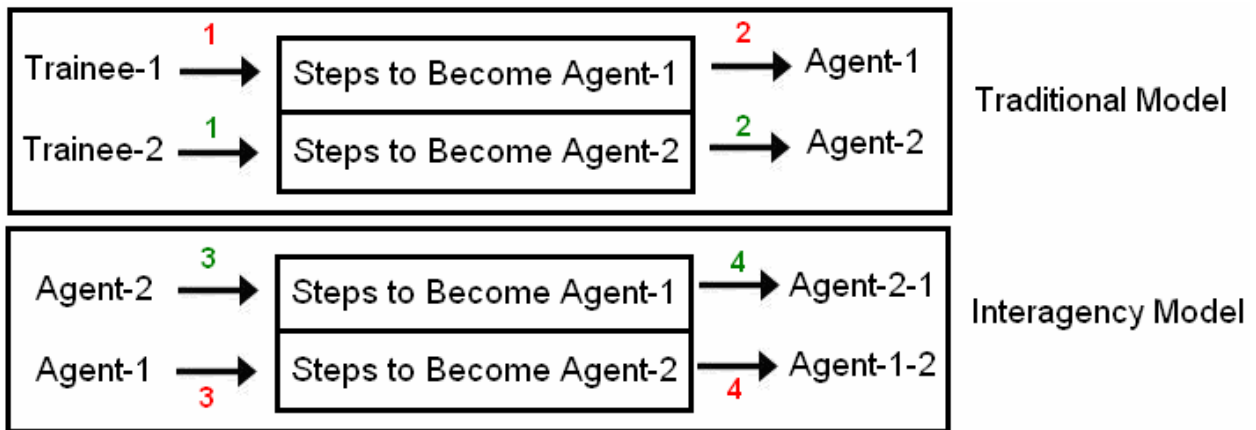 1 2
Trainee-1 Steps to Become Agent-1 Agent-1
Traditional Model
1 2
Trainee-2 Steps to Become Agent-2 Agent-2
3 4
Agent-2 Steps to Become Agent-1 Agent-2-1
Interagency Model
Agent-1 Steps to Become Agent-2 Agent-1-2
3 4